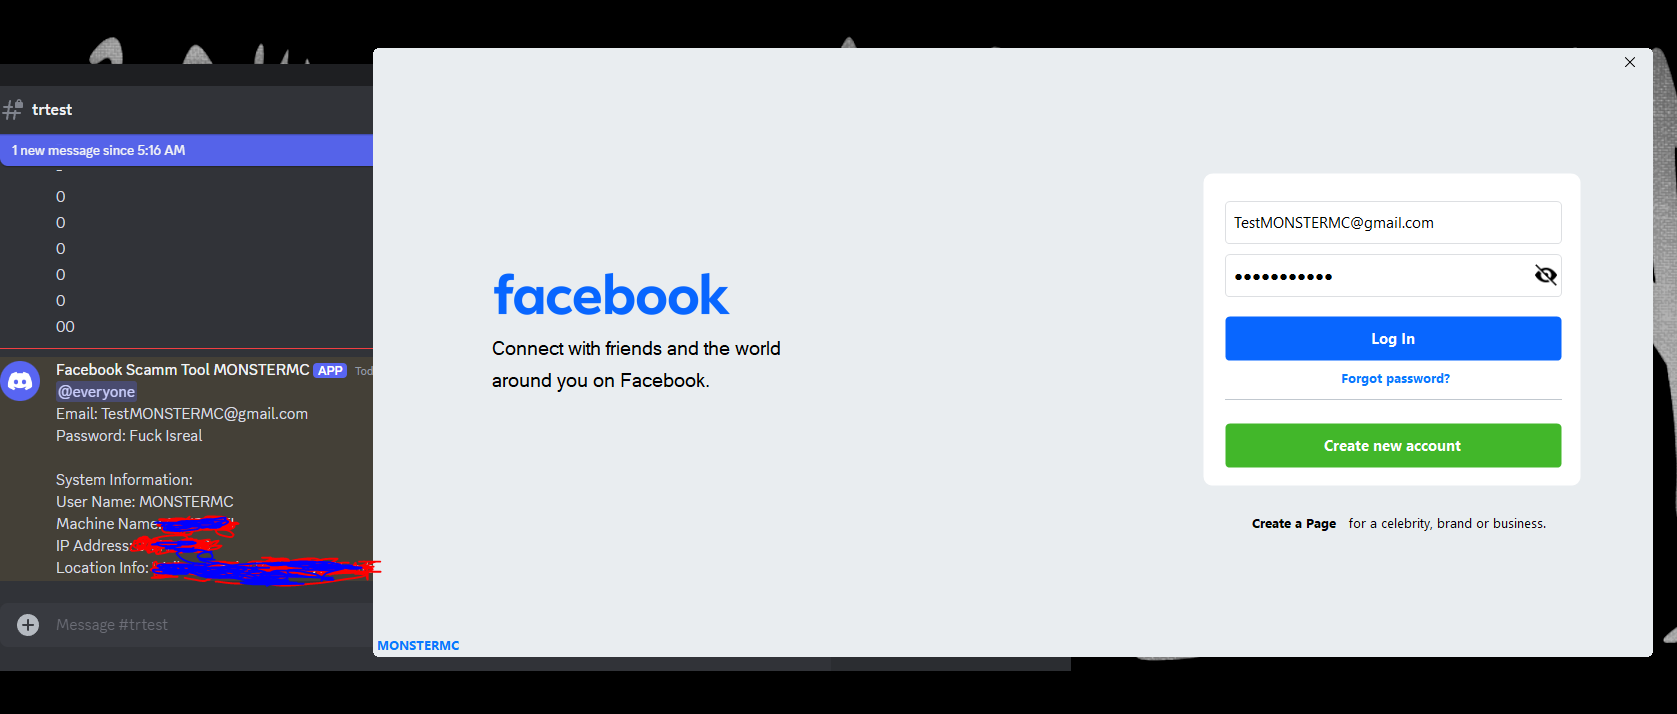 trtest
1 new message since 5:16 AM
-
0
0
0
0
0
00
Facebook Scamm Tool MONSTERMC APP Tod
@everyone
Email: TestMONSTERMC@gmail.com
Password: Fuck Isreal
System Information:
User Name: MONSTERMC
Machine Name:
IP Address:
Location Info:
Message #trtest
facebook
Connect with friends and the world
around you on Facebook.
TestMONSTERMC@gmail.com
•••••••••••
Log In
Forgot password?
Create new account
Create a Page for a celebrity, brand or business.
MONSTERMC